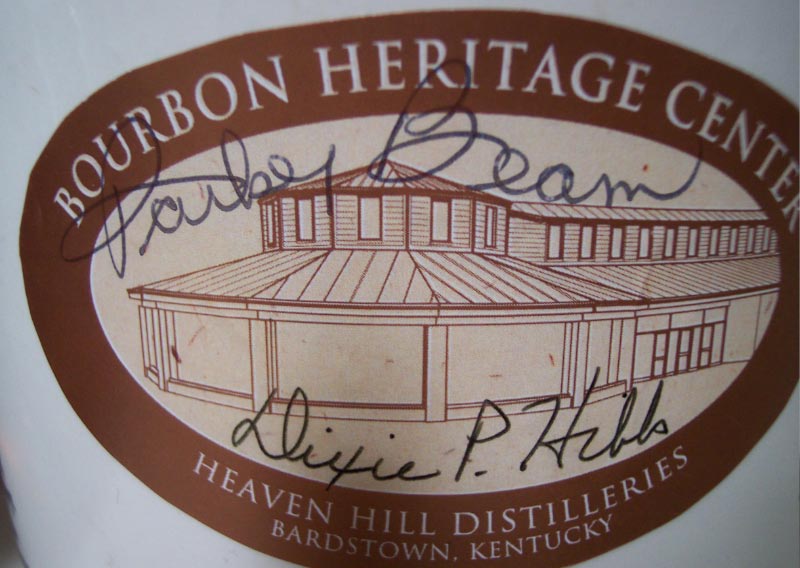 BOURBON HERITAGE CENTER
Parker Beam
Dixie P. Hibbs
HEAVEN HILL DISTILLERIES
BARDSTOWN, KENTUCKY